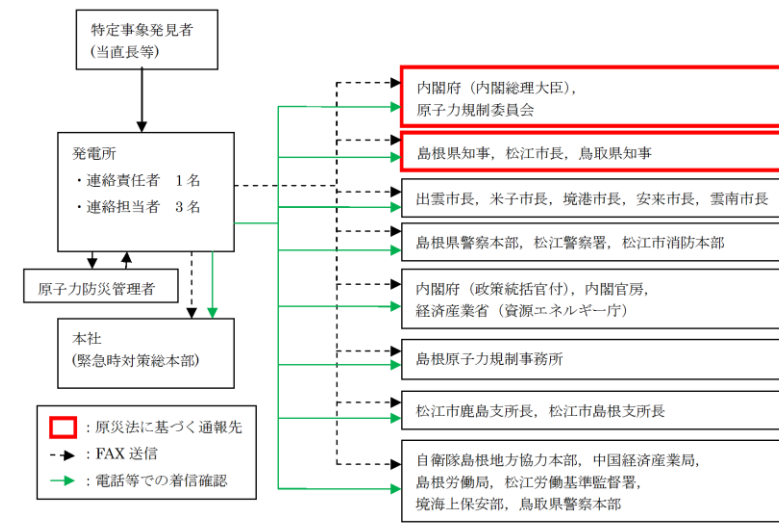 特定事象発見者
(当直長等)
発電所
・連絡責任者　1名
・連絡担当者　3名
原子力防災管理者
本社
(緊急時対策総本部)
：原災法に基づく通報先
：FAX 送信
：電話等での着信確認
内閣府（内閣総理大臣），
原子力規制委員会
島根県知事，松江市長，鳥取県知事
出雲市長，米子市長，境港市長，安来市長，雲南市長
島根県警察本部，松江警察署，松江市消防本部
内閣府（政策統括官付），内閣官房，
経済産業省（資源エネルギー庁）
島根原子力規制事務所
松江市鹿島支所長，松江市島根支所長
自衛隊島根地方協力本部，中国経済産業局，
島根労働局，松江労働基準監督署，
境海上保安部，鳥取県警察本部